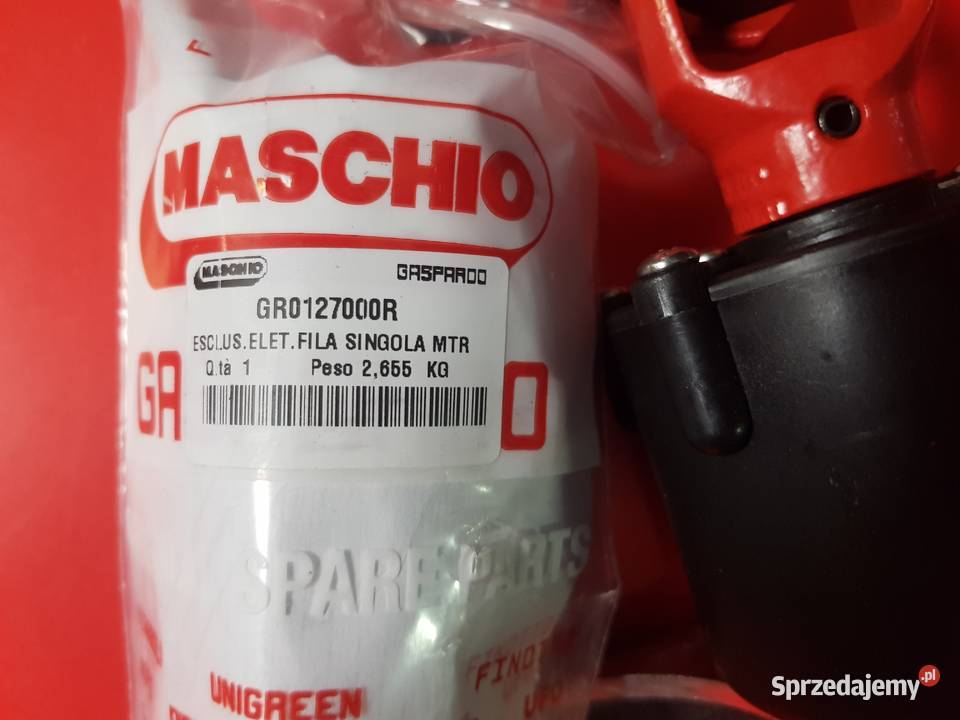 MASCHIO
MASCHIO GASPARDO
GR0127000R
ESCLUS.ELET.FILA SINGOLA MTR
Q.tà 1 Peso 2,655 KG
GA O
SPARE PARTS
UNIGREEN
Sprzedajemy.pl